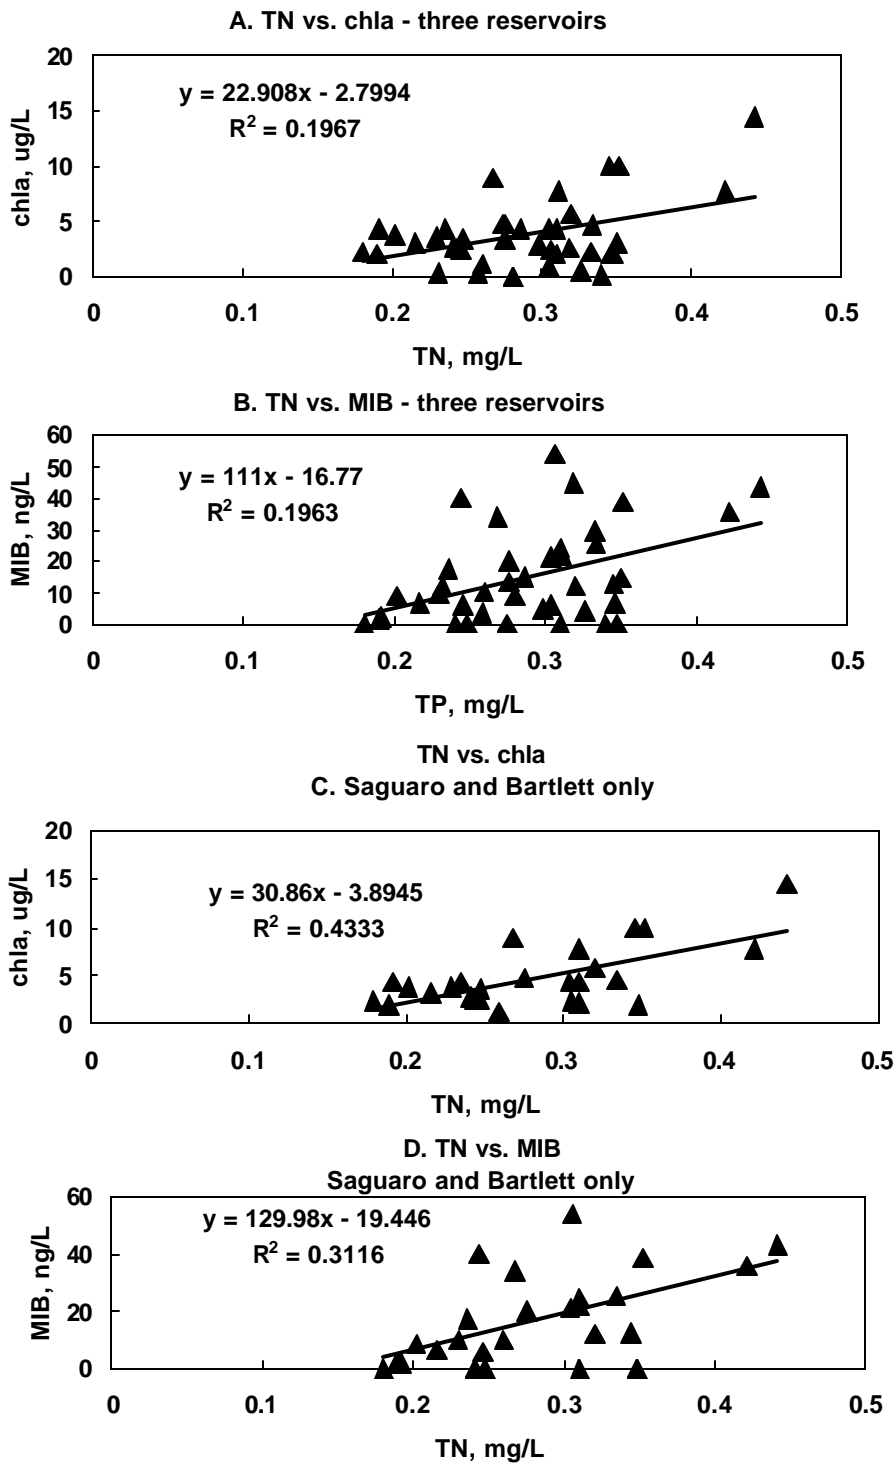 A. TN vs. chla - three reservoirs
20
15
10
5
0
chla, ug/L
y = 22.908x - 2.7994
R² = 0.1967
0 0.1 0.2 0.3 0.4 0.5
TN, mg/L
B. TN vs. MIB - three reservoirs
60
50
40
30
20
10
0
MIB, ng/L
y = 111x - 16.77
R² = 0.1963
0 0.1 0.2 0.3 0.4 0.5
TP, mg/L
TN vs. chla
C. Saguaro and Bartlett only
20
15
10
5
0
chla, ug/L
y = 30.86x - 3.8945
R² = 0.4333
0 0.1 0.2 0.3 0.4 0.5
TN, mg/L
D. TN vs. MIB
Saguaro and Bartlett only
60
40
20
0
MIB, ng/L
y = 129.98x - 19.446
R² = 0.3116
0 0.1 0.2 0.3 0.4 0.5
TN, mg/L